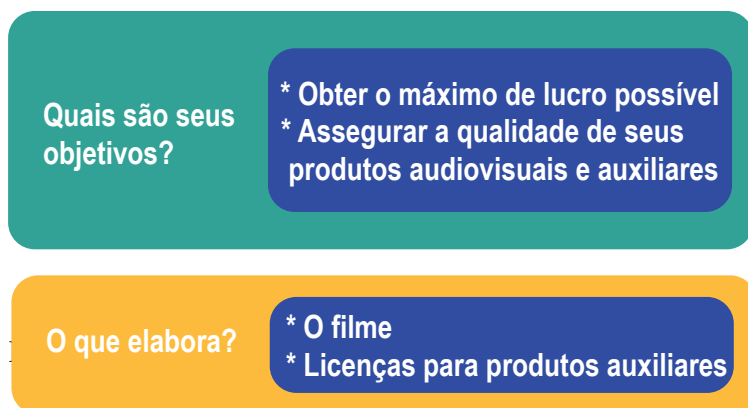 Quais são seus
objetivos?
* Obter o máximo de lucro possível
* Assegurar a qualidade de seus
produtos audiovisuais e auxiliares
O que elabora?
* O filme
* Licenças para produtos auxiliares